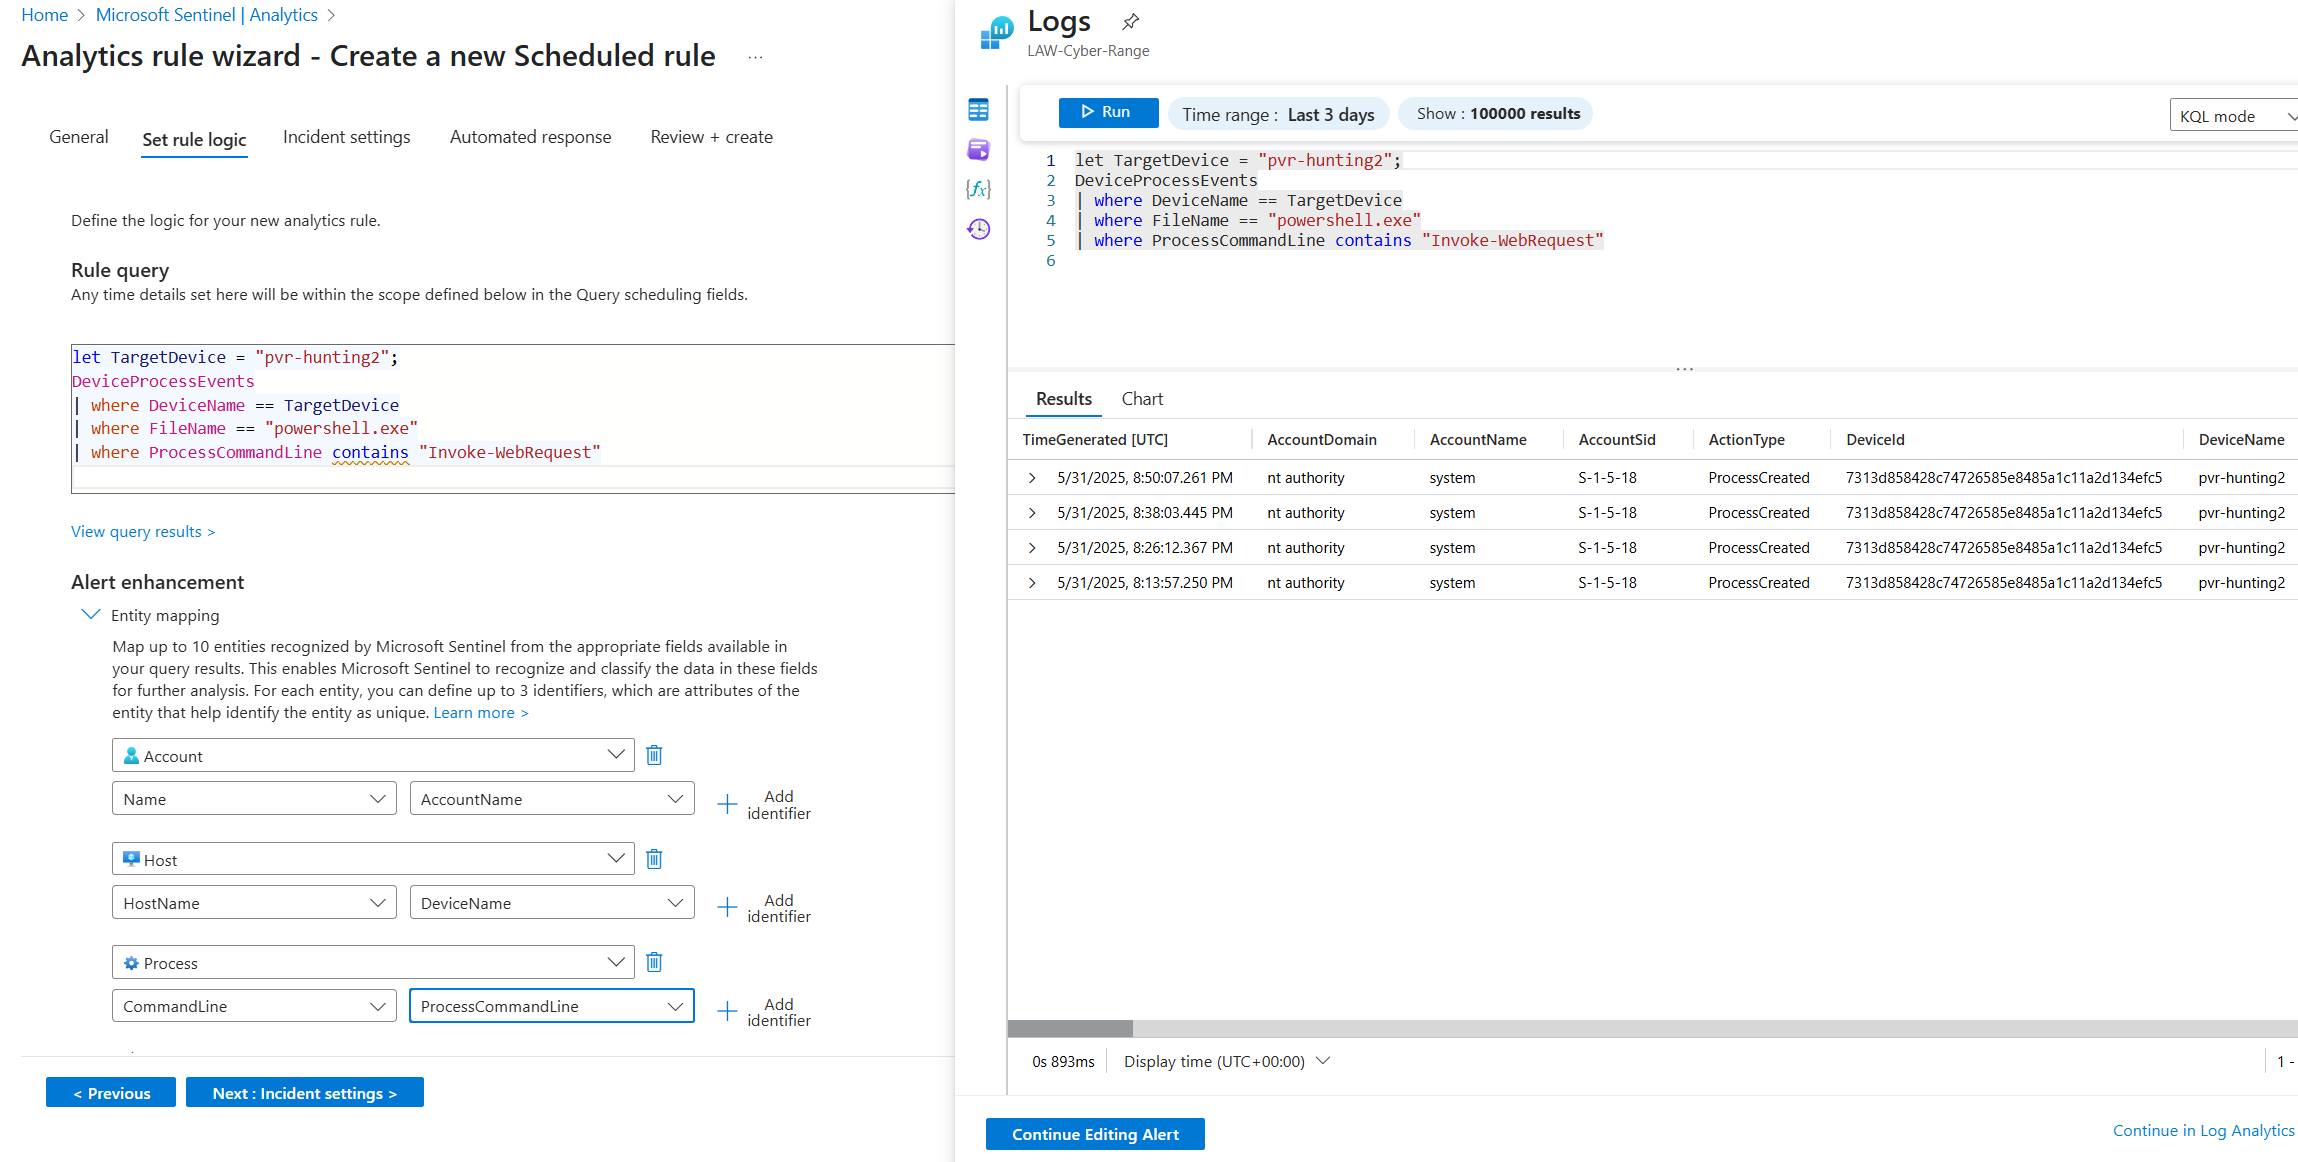 Home > Microsoft Sentinel | Analytics >
Analytics rule wizard - Create a new Scheduled rule ...
General Set rule logic Incident settings Automated response Review + create
Define the logic for your new analytics rule.
Rule query
Any time details set here will be within the scope defined below in the Query scheduling fields.
let TargetDevice = "pvr-hunting2";
DeviceProcessEvents
| where DeviceName == TargetDevice
| where FileName == "powershell.exe"
| where ProcessCommandLine contains "Invoke-WebRequest"
View query results >
Alert enhancement
Entity mapping
Map up to 10 entities recognized by Microsoft Sentinel from the appropriate fields available in
your query results. This enables Microsoft Sentinel to recognize and classify the data in these fields
for further analysis. For each entity, you can define up to 3 identifiers, which are attributes of the
entity that help identify the entity as unique. Learn more >
Account
Name AccountName Add identifier
Host
HostName DeviceName Add identifier
Process
CommandLine ProcessCommandLine Add identifier
< Previous Next : Incident settings >
Logs
LAW-Cyber-Range
Run Time range : Last 3 days Show : 100000 results KQL mode
{fx}
1 let TargetDevice = "pvr-hunting2";
2 DeviceProcessEvents
3 | where DeviceName == TargetDevice
4 | where FileName == "powershell.exe"
5 | where ProcessCommandLine contains "Invoke-WebRequest"
6
...
Results Chart
TimeGenerated [UTC] AccountDomain AccountName AccountSid ActionType DeviceId DeviceName
> 5/31/2025, 8:50:07.261 PM nt authority system S-1-5-18 ProcessCreated 7313d858428c74726585e8485a1c11a2d134efc5 pvr-hunting2
> 5/31/2025, 8:38:03.445 PM nt authority system S-1-5-18 ProcessCreated 7313d858428c74726585e8485a1c11a2d134efc5 pvr-hunting2
> 5/31/2025, 8:26:12.367 PM nt authority system S-1-5-18 ProcessCreated 7313d858428c74726585e8485a1c11a2d134efc5 pvr-hunting2
> 5/31/2025, 8:13:57.250 PM nt authority system S-1-5-18 ProcessCreated 7313d858428c74726585e8485a1c11a2d134efc5 pvr-hunting2
0s 893ms Display time (UTC+00:00) 1 -
Continue Editing Alert Continue in Log Analytics